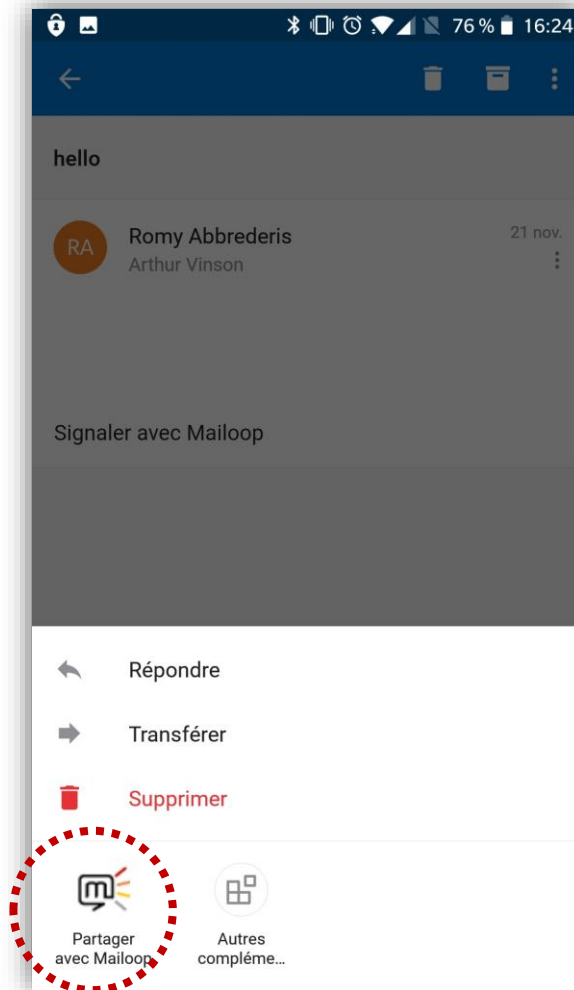 76 % 16:24
hello
RA
Romy Abbrederis
21 nov.
Arthur Vinson
Signaler avec Mailoop
Répondre
Transférer
Supprimer
m
Partager
avec Mailoop
Autres
compléme...